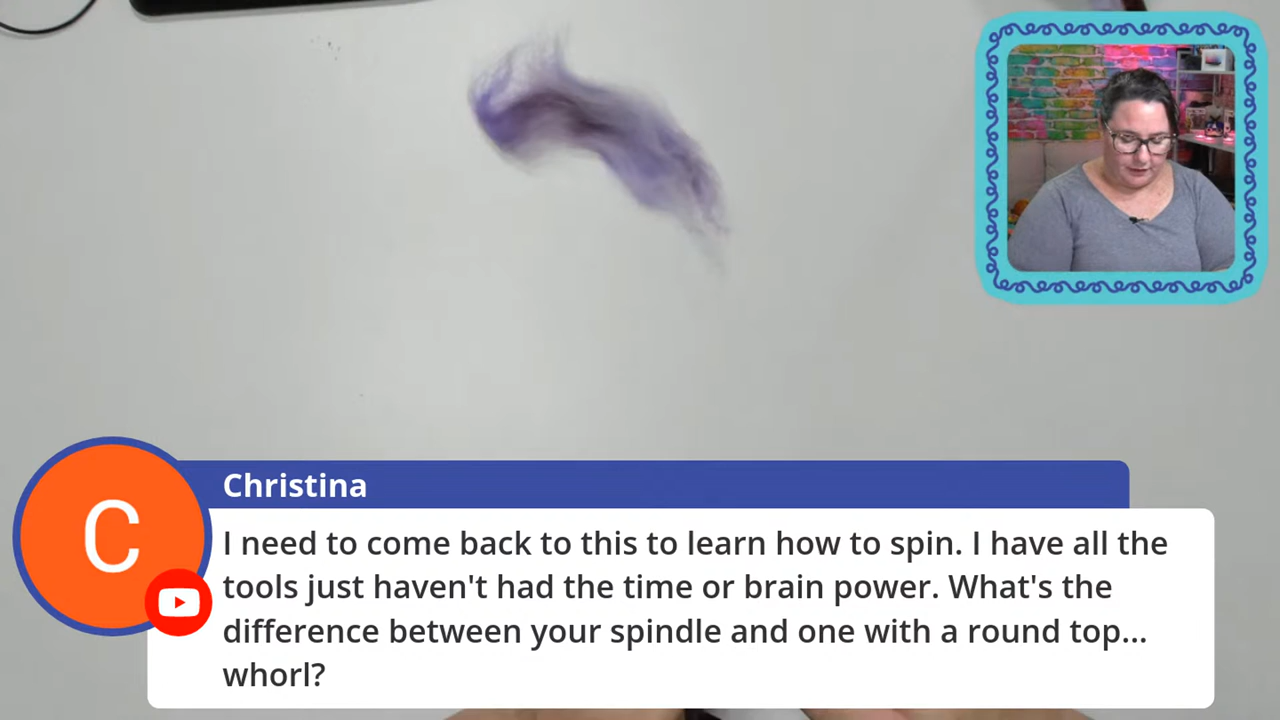 Christina
C
I need to come back to this to learn how to spin. I have all the
tools just haven't had the time or brain power. What's the
difference between your spindle and one with a round top...
whorl?